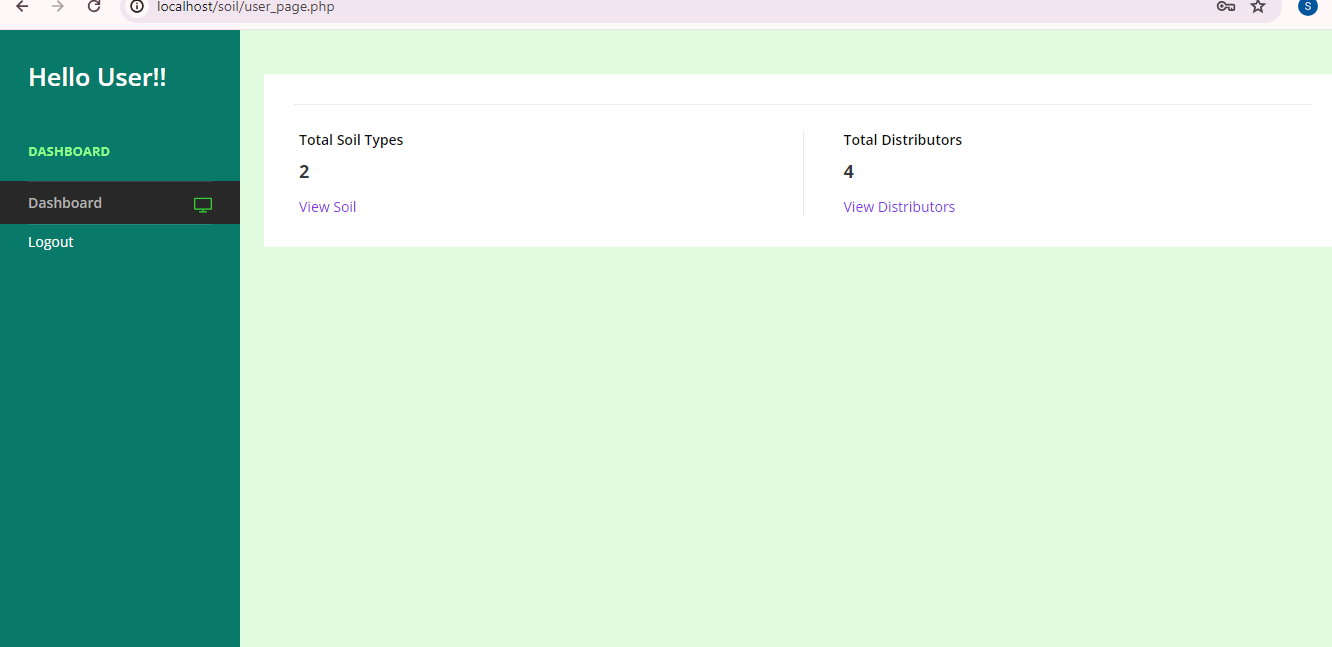 localhost/soil/user_page.php
S
Hello User!!
DASHBOARD
Dashboard
Logout
Total Soil Types
2
View Soil
Total Distributors
4
View Distributors